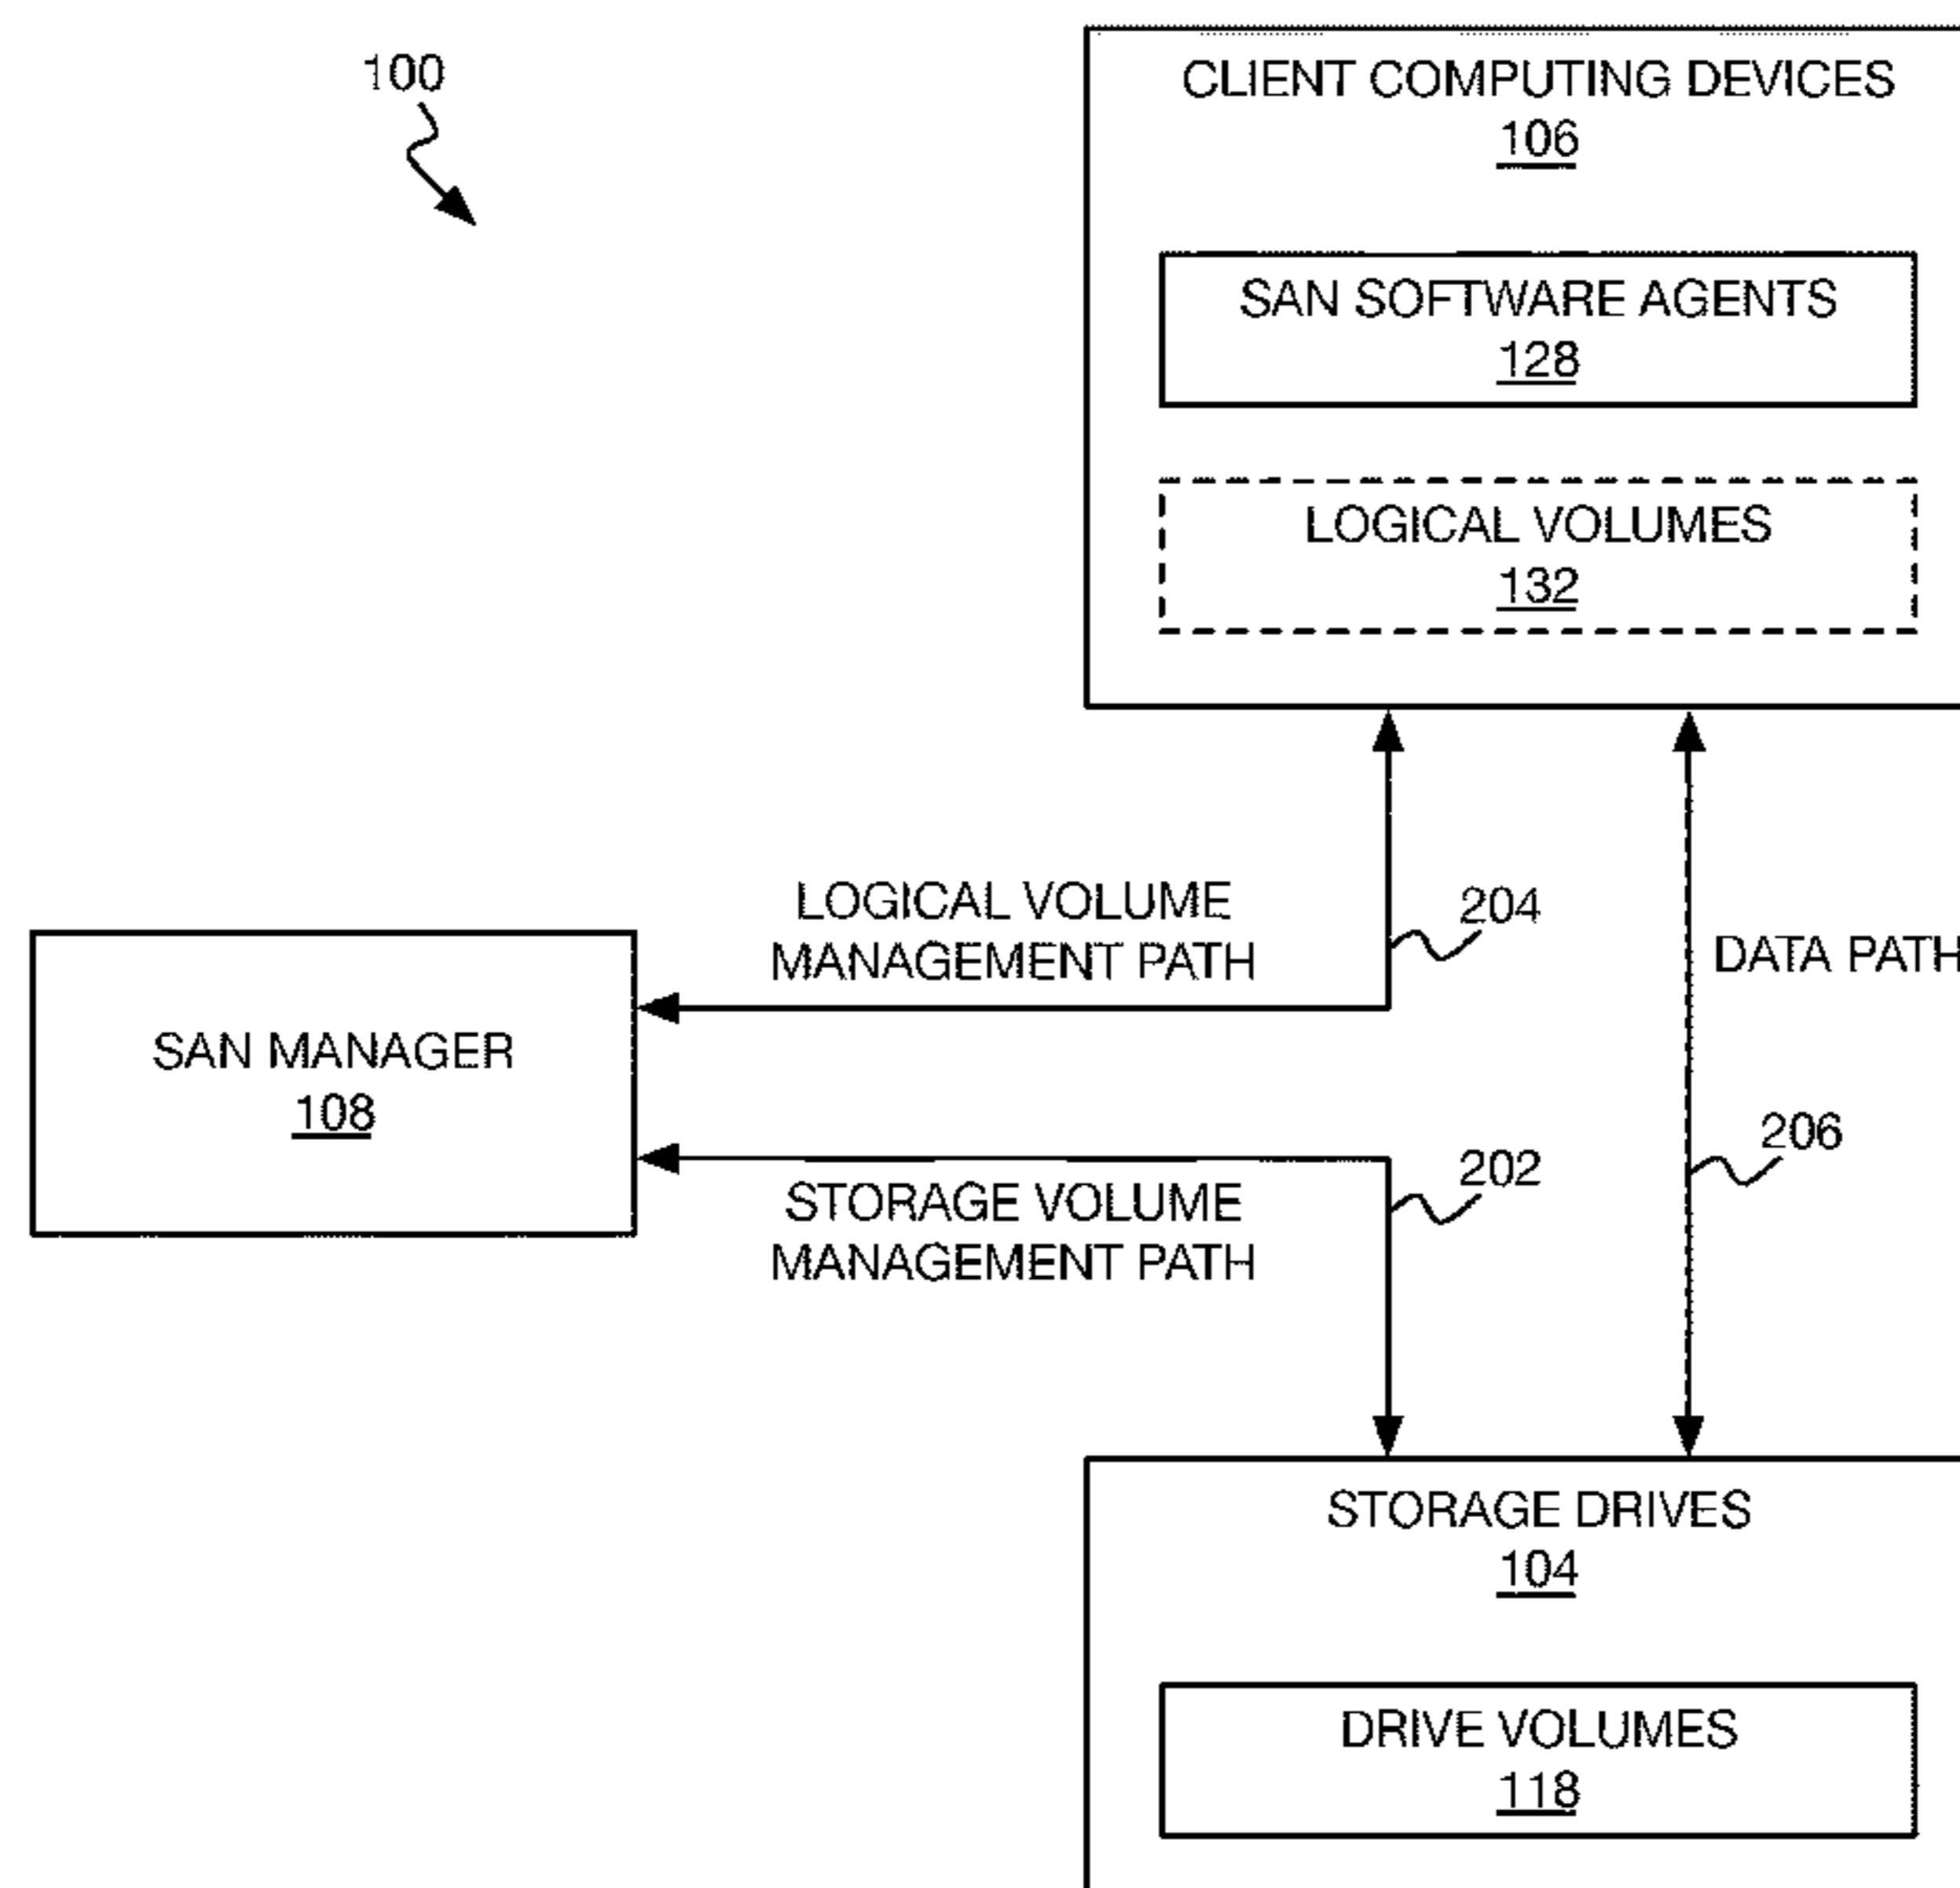 100
CLIENT COMPUTING DEVICES
106
SAN SOFTWARE AGENTS
128
LOGICAL VOLUMES
132
LOGICAL VOLUME
MANAGEMENT PATH
204
DATA PATH
SAN MANAGER
108
206
202
STORAGE VOLUME
MANAGEMENT PATH
STORAGE DRIVES
104
DRIVE VOLUMES
118